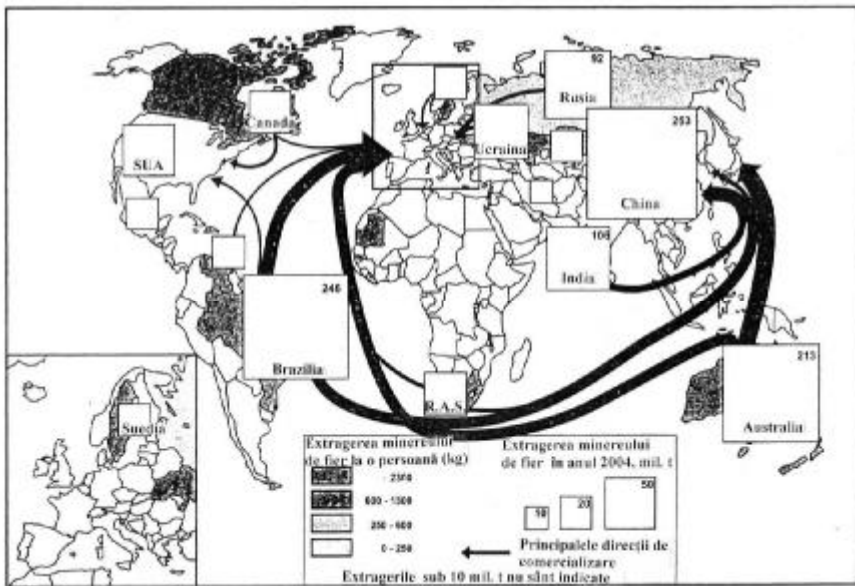 Canada
SUA
92
Rusia
Ucraina
253
China
106
India
246
Brazilia
R.A.S.
213
Australia
Suedia
Extragerea minereului
de fier la o persoană (kg)
600 - 1300
250 - 600
0 - 250
Extragerea minereului
de fier în anul 2004, mil. t
10
20
50
Principalele direcţii de
comercializare
Extragerile sub 10 mil. t nu sânt indicate